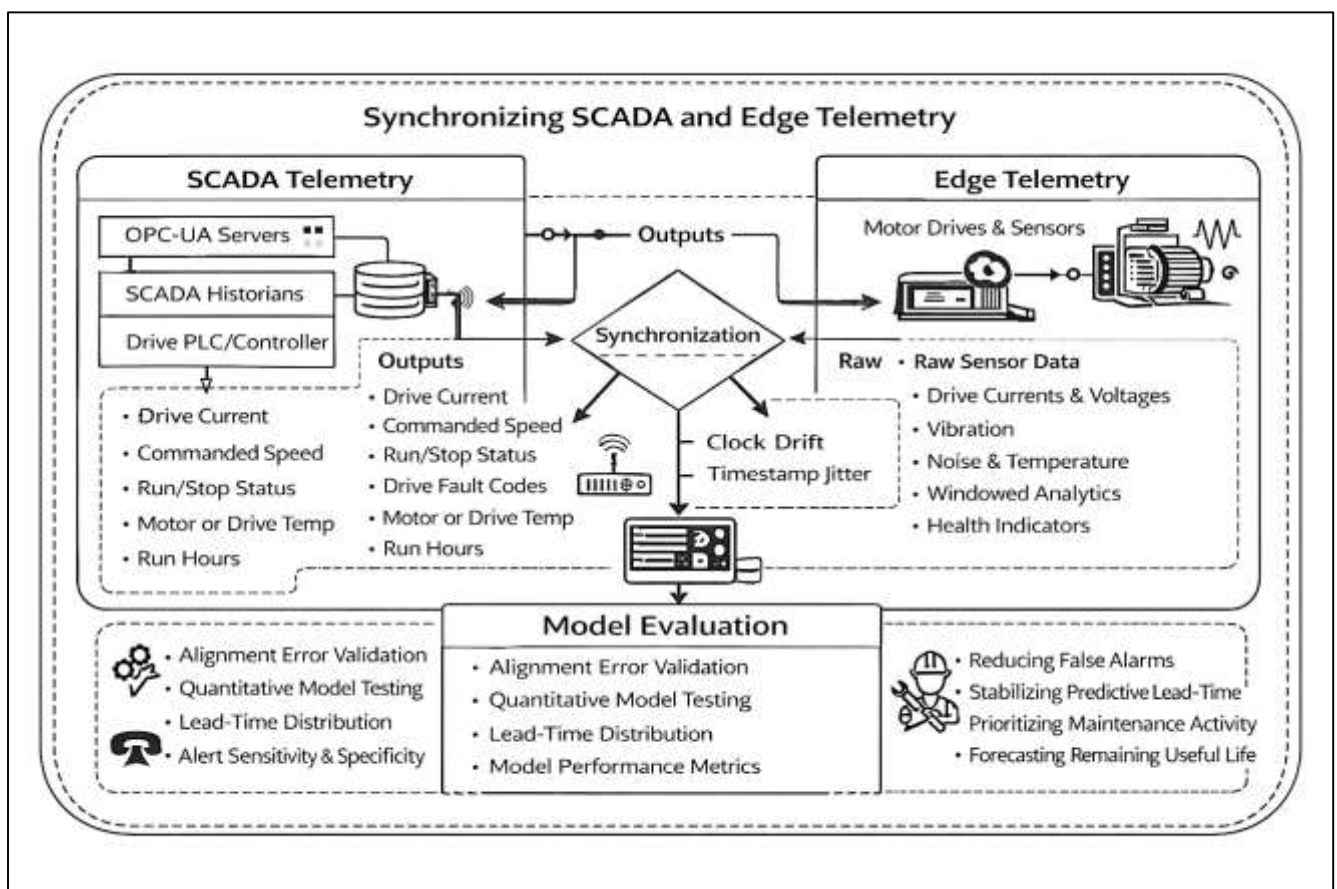 Synchronizing SCADA and Edge Telemetry
SCADA Telemetry
OPC-UA Servers
SCADA Historians
Drive PLC/Controller
• Drive Current
• Commanded Speed
• Run/Stop Status
• Motor or Drive Temp
• Run Hours
Outputs
• Drive Current
• Commanded Speed
• Run/Stop Status
• Drive Fault Codes
• Motor or Drive Temp
• Run Hours
Outputs
Synchronization
Clock Drift
Timestamp Jitter
Edge Telemetry
Motor Drives & Sensors
Raw • Raw Sensor Data
• Drive Currents & Voltages
• Vibration
• Noise & Temperature
• Windowed Analytics
• Health Indicators
• Alignment Error Validation
• Quantitative Model Testing
• Lead-Time Distribution
• Alert Sensitivity & Specificity
Model Evaluation
• Alignment Error Validation
• Quantitative Model Testing
• Lead-Time Distribution
• Model Performance Metrics
• Reducing False Alarms
• Stabilizing Predictive Lead-Time
• Prioritizing Maintenance Activity
• Forecasting Remaining Useful Life